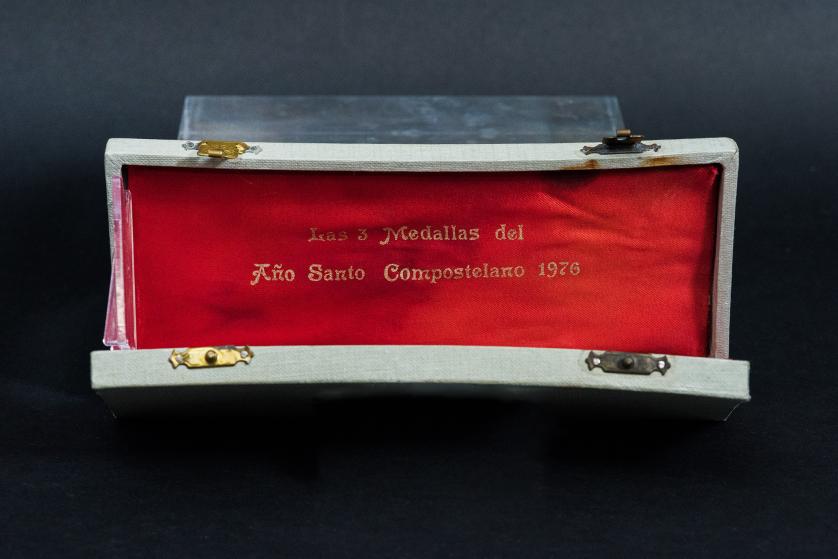 Las 3 Medallas del
Año Santo Compostelano 1976